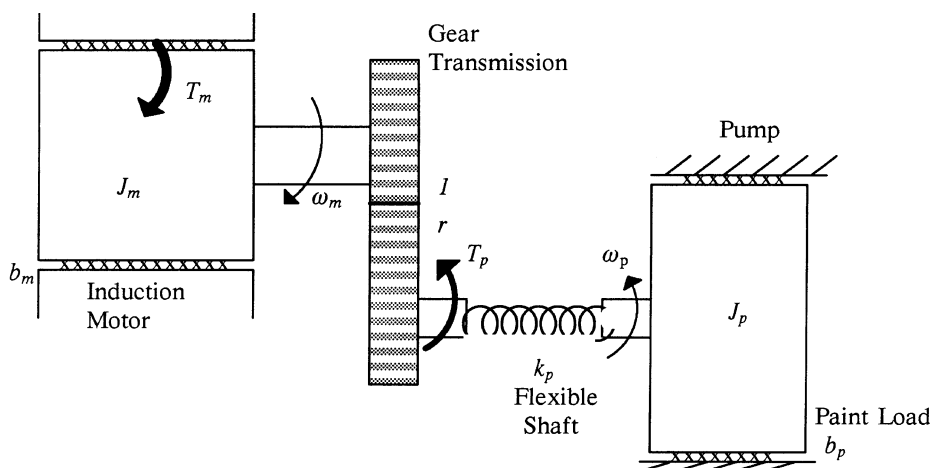 Gear
Transmission
T_m
Pump
J_m
ω_m
1
r
T_p
ω_p
b_m
Induction
Motor
J_p
k_p
Flexible
Shaft
Paint Load
b_p